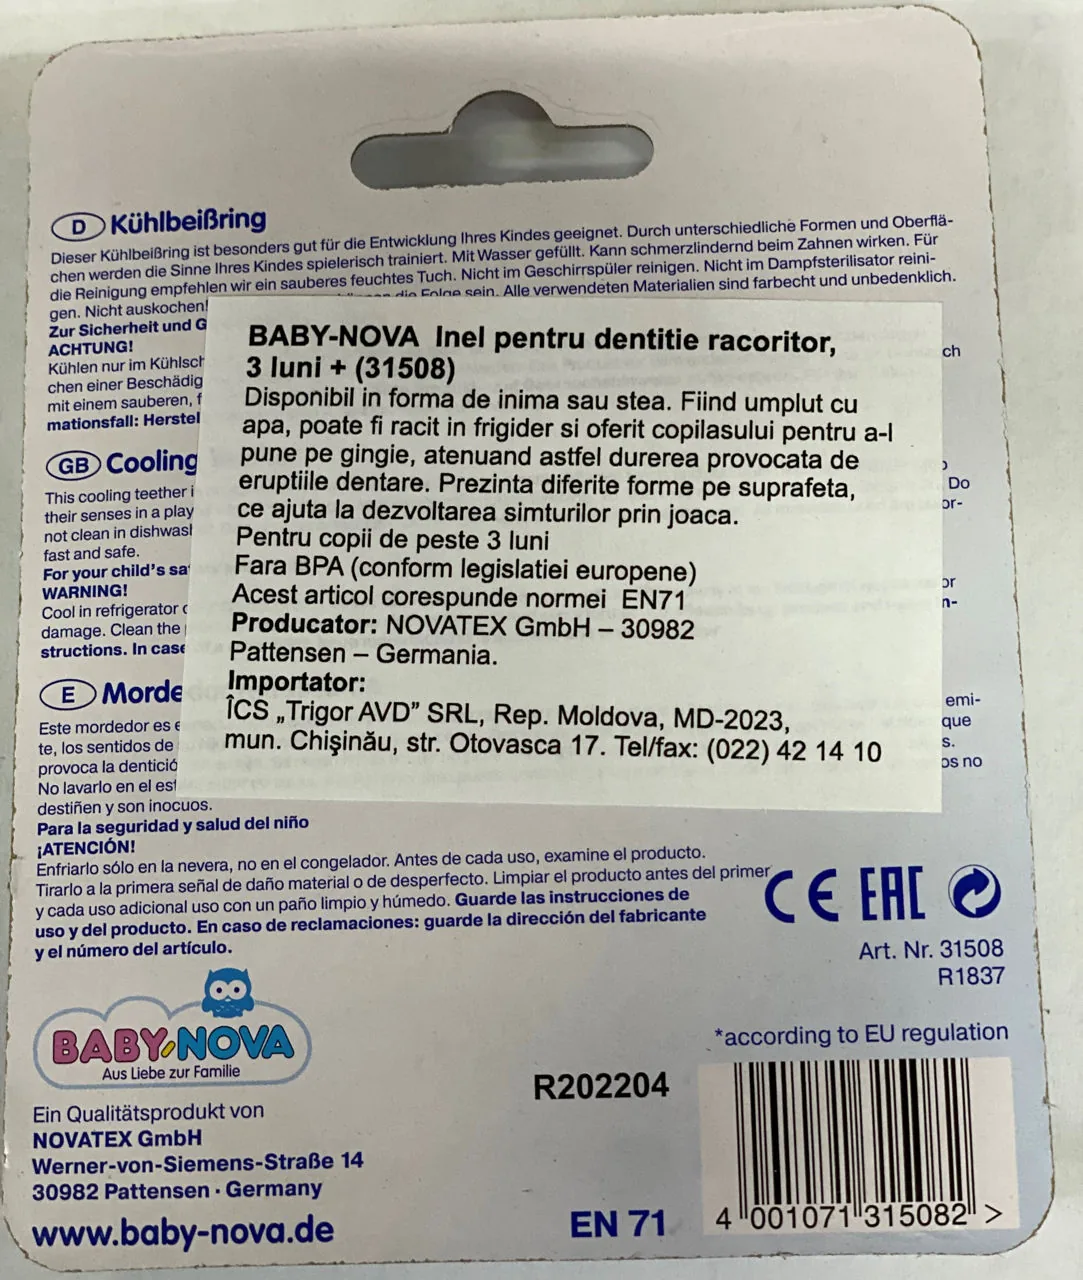 D Kühlbeißring
Dieser Kühlbeißring ist besonders gut für die Entwicklung Ihres Kindes geeignet. Durch unterschiedliche Formen und Oberflä-
chen werden die Sinne Ihres Kindes spielerisch trainiert. Mit Wasser gefüllt. Kann schmerzlindernd beim Zahnen wirken. Für
die Reinigung empfehlen wir ein sauberes feuchtes Tuch. Nicht im Geschirrspüler reinigen. Nicht im Dampfsterilisator reini-
gen. Nicht auskochen! die Folge sein. Alle verwendeten Materialien sind farbecht und unbedenklich.
Zur Sicherheit und G
ACHTUNG!
Kühlen nur im Kühlsch
chen einer Beschädig
mit einem sauberen, f
mationsfall: Herstel
BABY-NOVA Inel pentru dentitie racoritor,
3 luni + (31508)
Disponibil in forma de inima sau stea. Fiind umplut cu
apa, poate fi racit in frigider si oferit copilasului pentru a-l
pune pe gingie, atenuand astfel durerea provocata de
eruptiile dentare. Prezinta diferite forme pe suprafeta,
ce ajuta la dezvoltarea simturilor prin joaca.
Pentru copii de peste 3 luni
Fara BPA (conform legislatiei europene)
Acest articol corespunde normei EN71
Producator: NOVATEX GmbH – 30982
Pattensen – Germania.
Importator:
ÎCS „Trigor AVD” SRL, Rep. Moldova, MD-2023,
mun. Chişinău, str. Otovasca 17. Tel/fax: (022) 42 14 10
ch
GB Cooling
This cooling teether i
their senses in a play
Do
not clean in dishwas
or-
fast and safe.
For your child's sa
WARNING!
or
Cool in refrigerator
n-
damage. Clean the
structions. In case
E Morde
Este mordedor es e
emi-
te, los sentidos de
que
provoca la dentició
s.
No lavarlo en el es
os no
destiñen y son inocuos.
Para la seguridad y salud del niño
¡ATENCIÓN!
Enfriarlo sólo en la nevera, no en el congelador. Antes de cada uso, examine el producto.
Tirarlo a la primera señal de daño material o de desperfecto. Limpiar el producto antes del primer
y cada uso adicional uso con un paño limpio y húmedo. Guarde las instrucciones de
uso y del producto. En caso de reclamaciones: guarde la dirección del fabricante
y el número del artículo.
CE EAC
Art. Nr. 31508
R1837
BABY-NOVA
Aus Liebe zur Familie
*according to EU regulation
R202204
Ein Qualitätsprodukt von
NOVATEX GmbH
Werner-von-Siemens-Straße 14
30982 Pattensen · Germany
www.baby-nova.de
EN 71
4 001071 315082 >